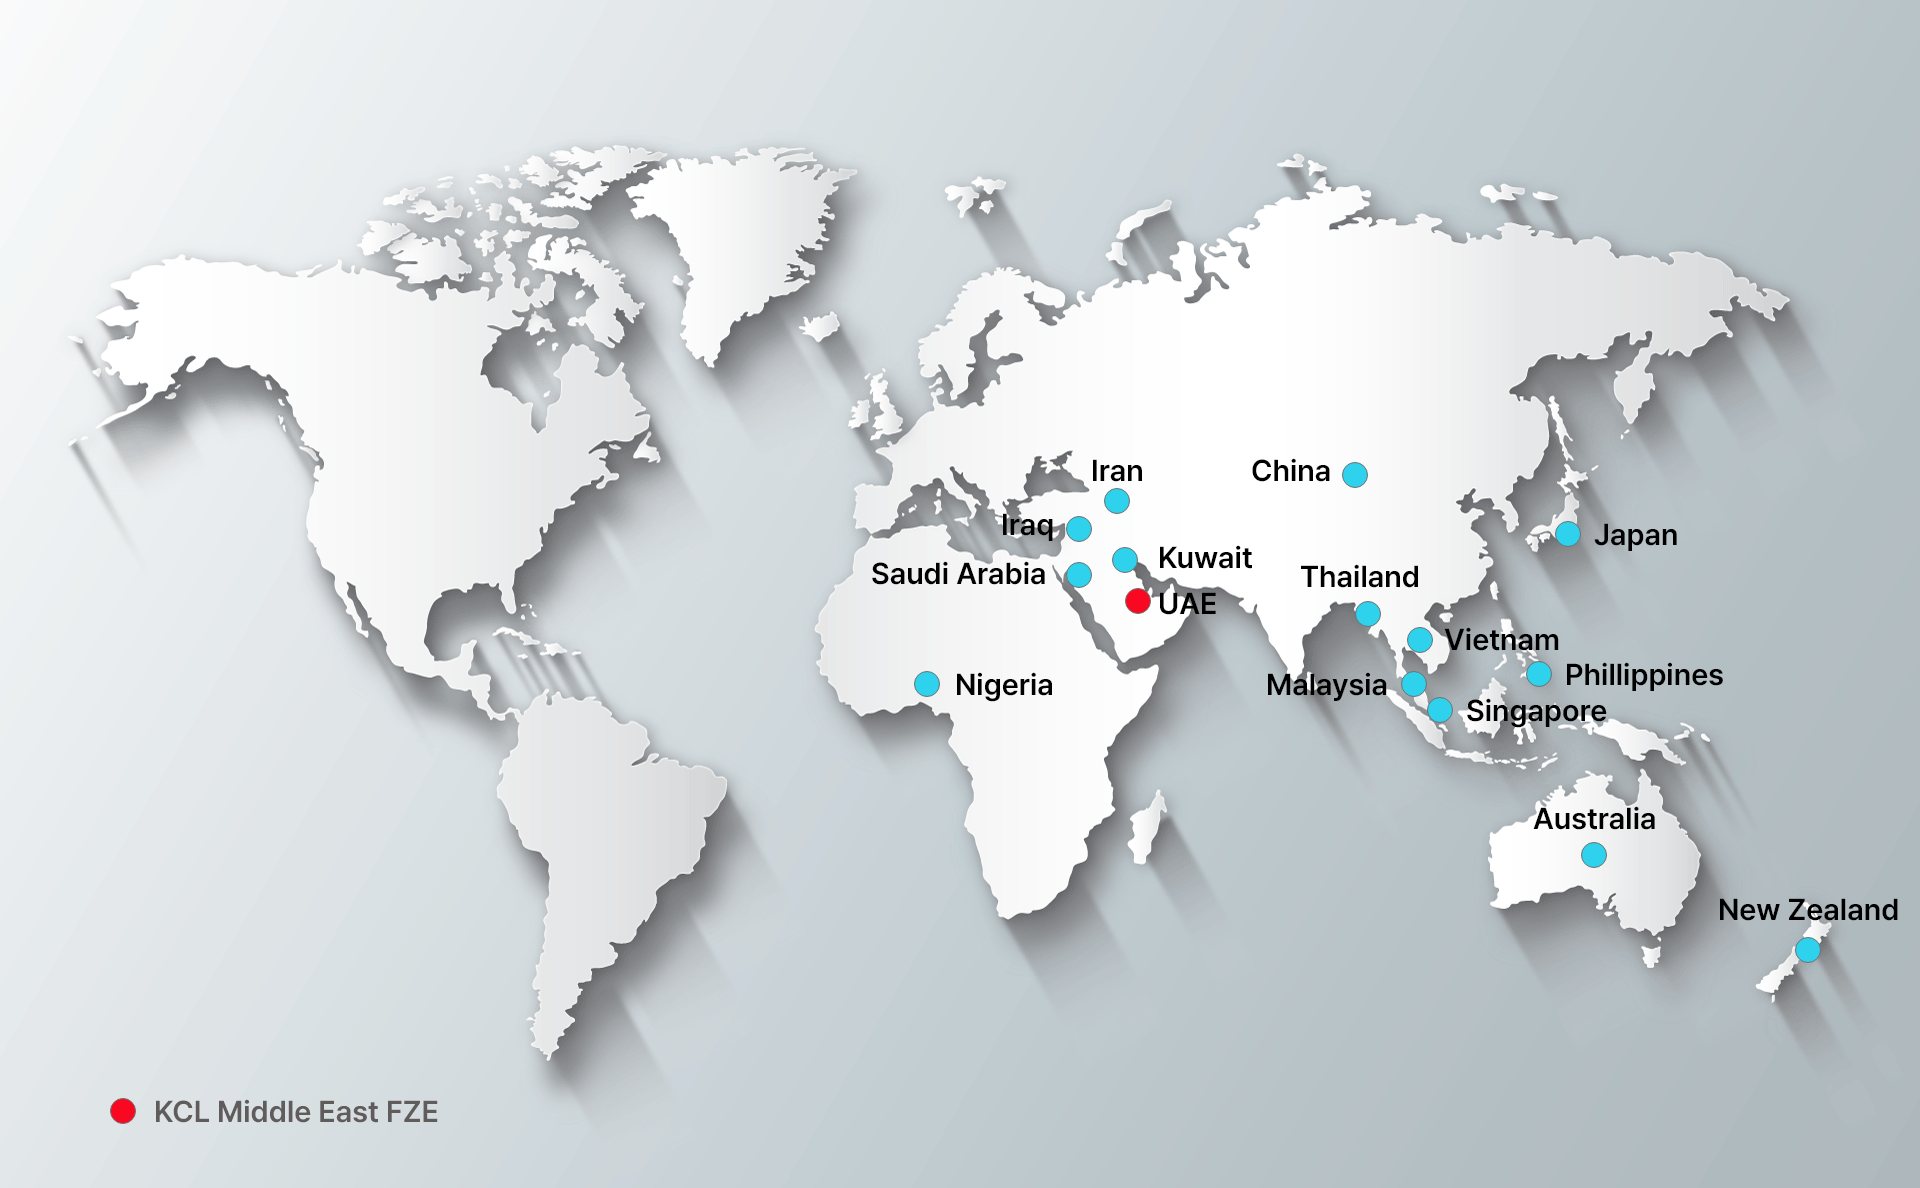 Iran
China
Iraq
Japan
Kuwait
Saudi Arabia
Thailand
UAE
Vietnam
Nigeria
Malaysia
Phillippines
Singapore
Australia
New Zealand
KCL Middle East FZE